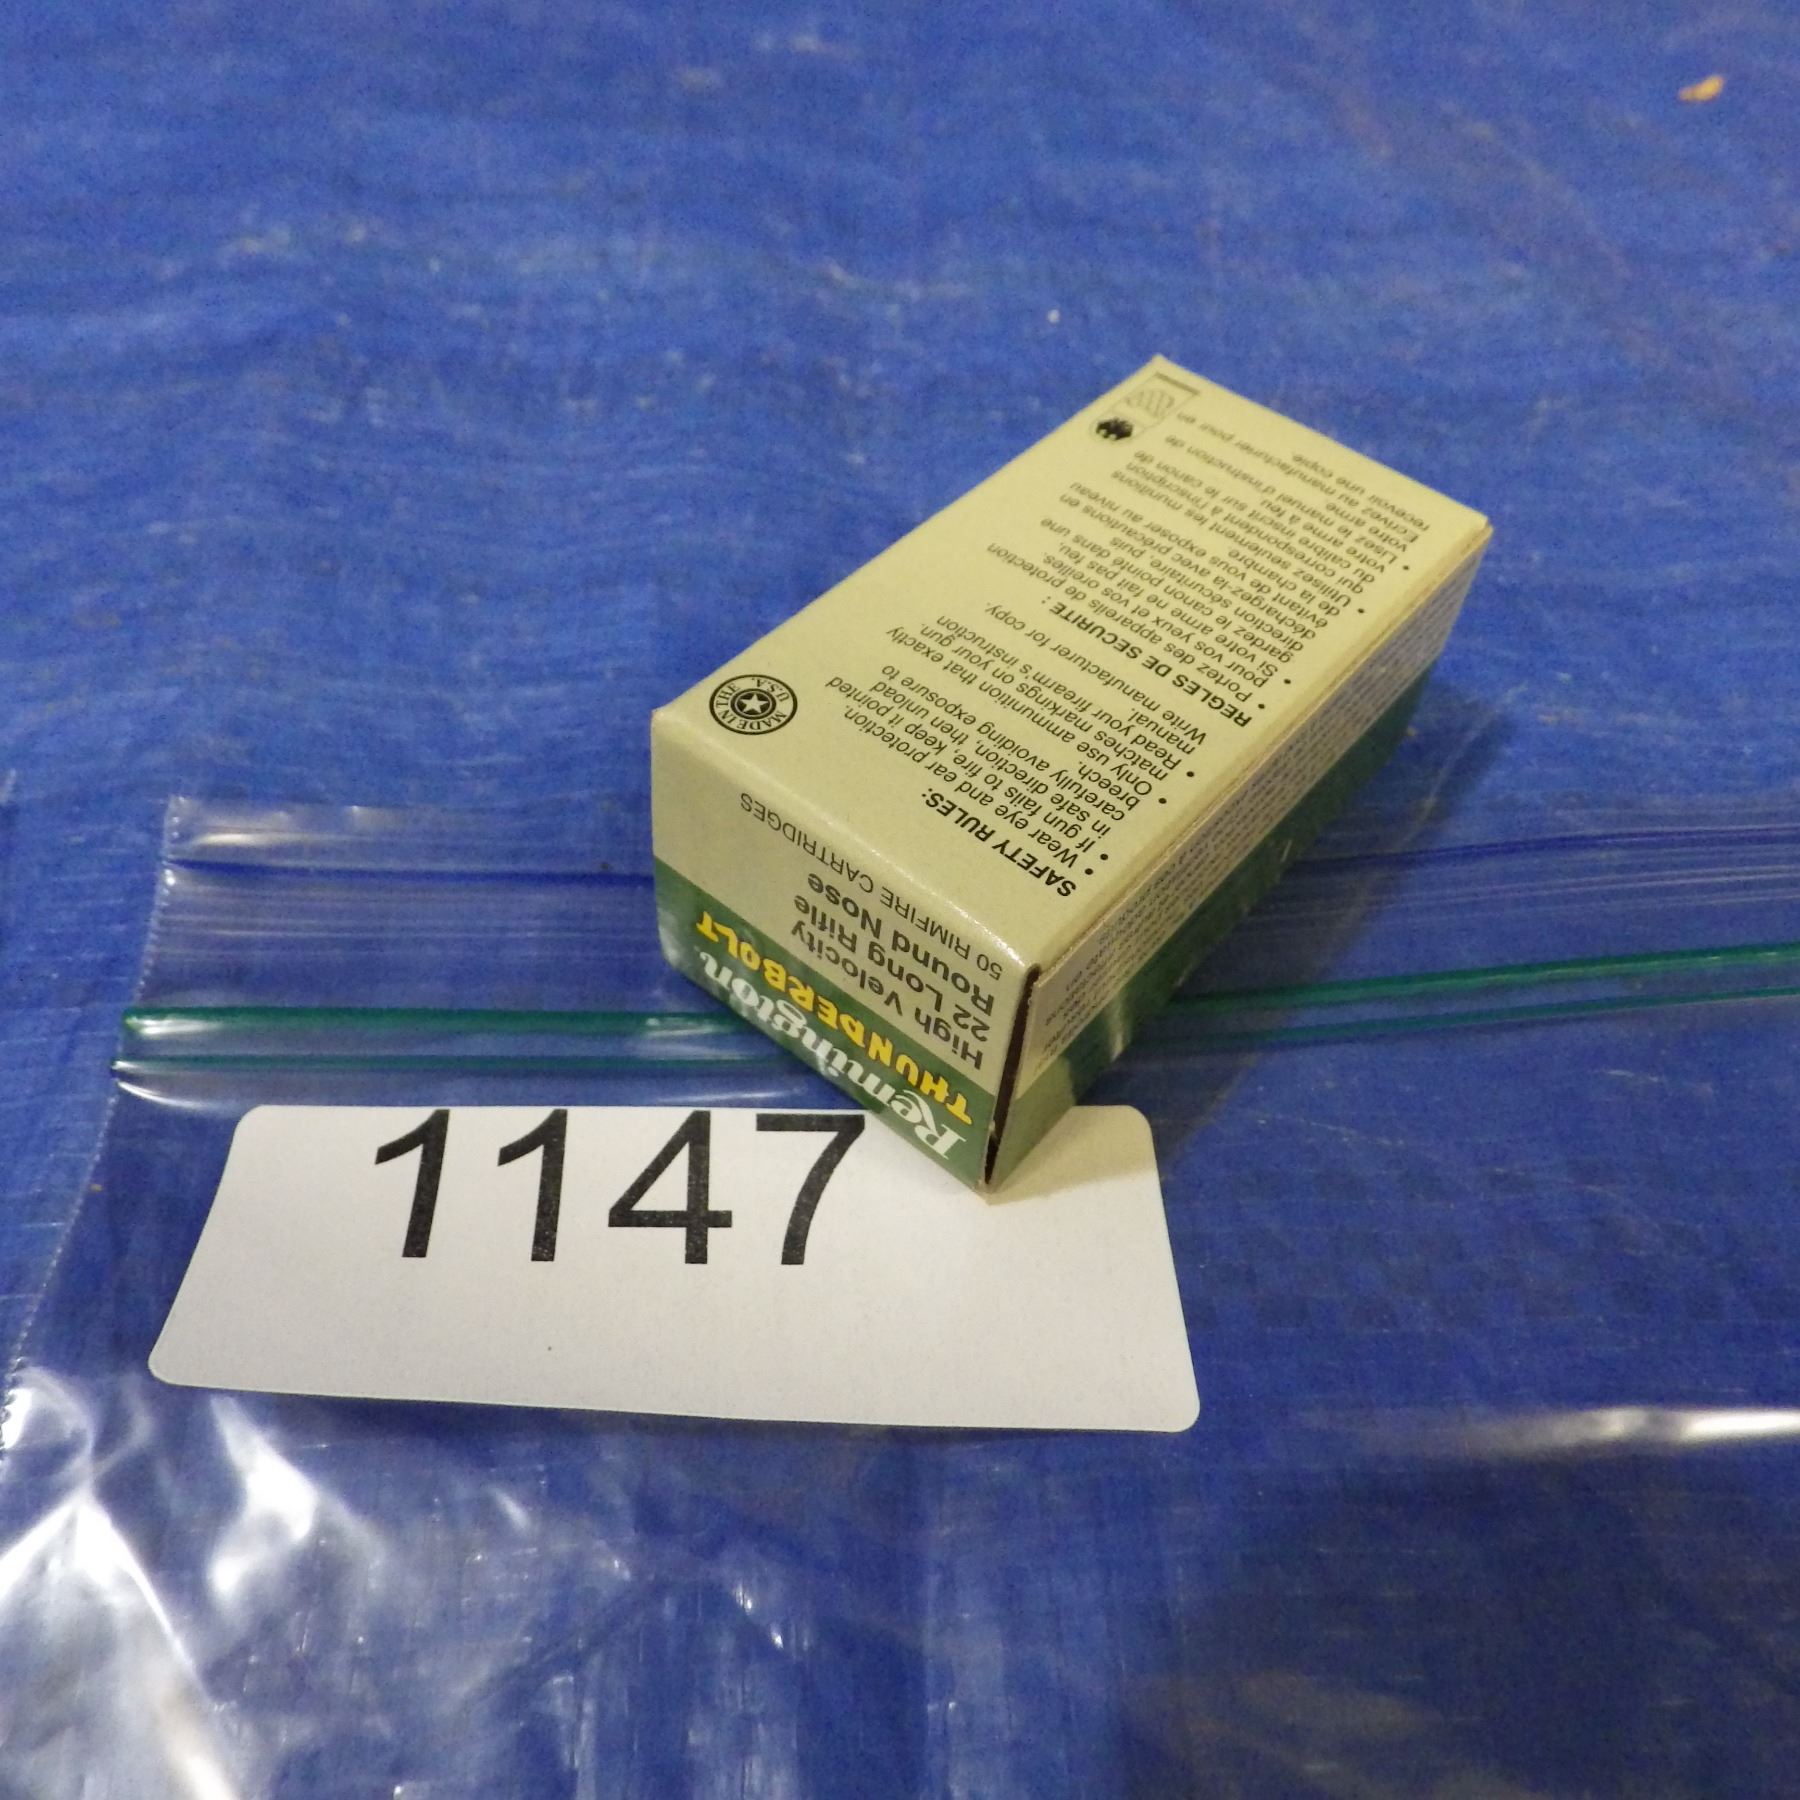 Remington
THUNDERBOLT
High Velocity
22 Long Rifle
Round Nose
50 RIMFIRE CARTRIDGES
MADE IN THE U.S.A.
SAFETY RULES:
• Wear eye and ear protection.
• If gun fails to fire, keep it pointed
in safe direction, then unload
carefully avoiding exposure to
breech.
• Only use ammunition that exactly
matches markings on your gun.
• Read your firearm's instruction
manual.
Write manufacturer for copy.
REGLES DE SECURITE :
• Portez des appareils de protection
pour vos yeux et vos oreilles.
• Si votre arme ne fait pas feu,
gardez le canon pointé dans une
direction sécuritaire, puis
déchargez-la avec précautions en
évitant de vous exposer au niveau
de la chambre.
• Utilisez seulement les munitions
qui correspondent à l'inscription
du calibre inscrit sur le canon de
votre arme à feu.
• Lisez le manuel d'instruction de
votre arme
Ecrivez au manufacturier pour en
recevoir une copie.
1147